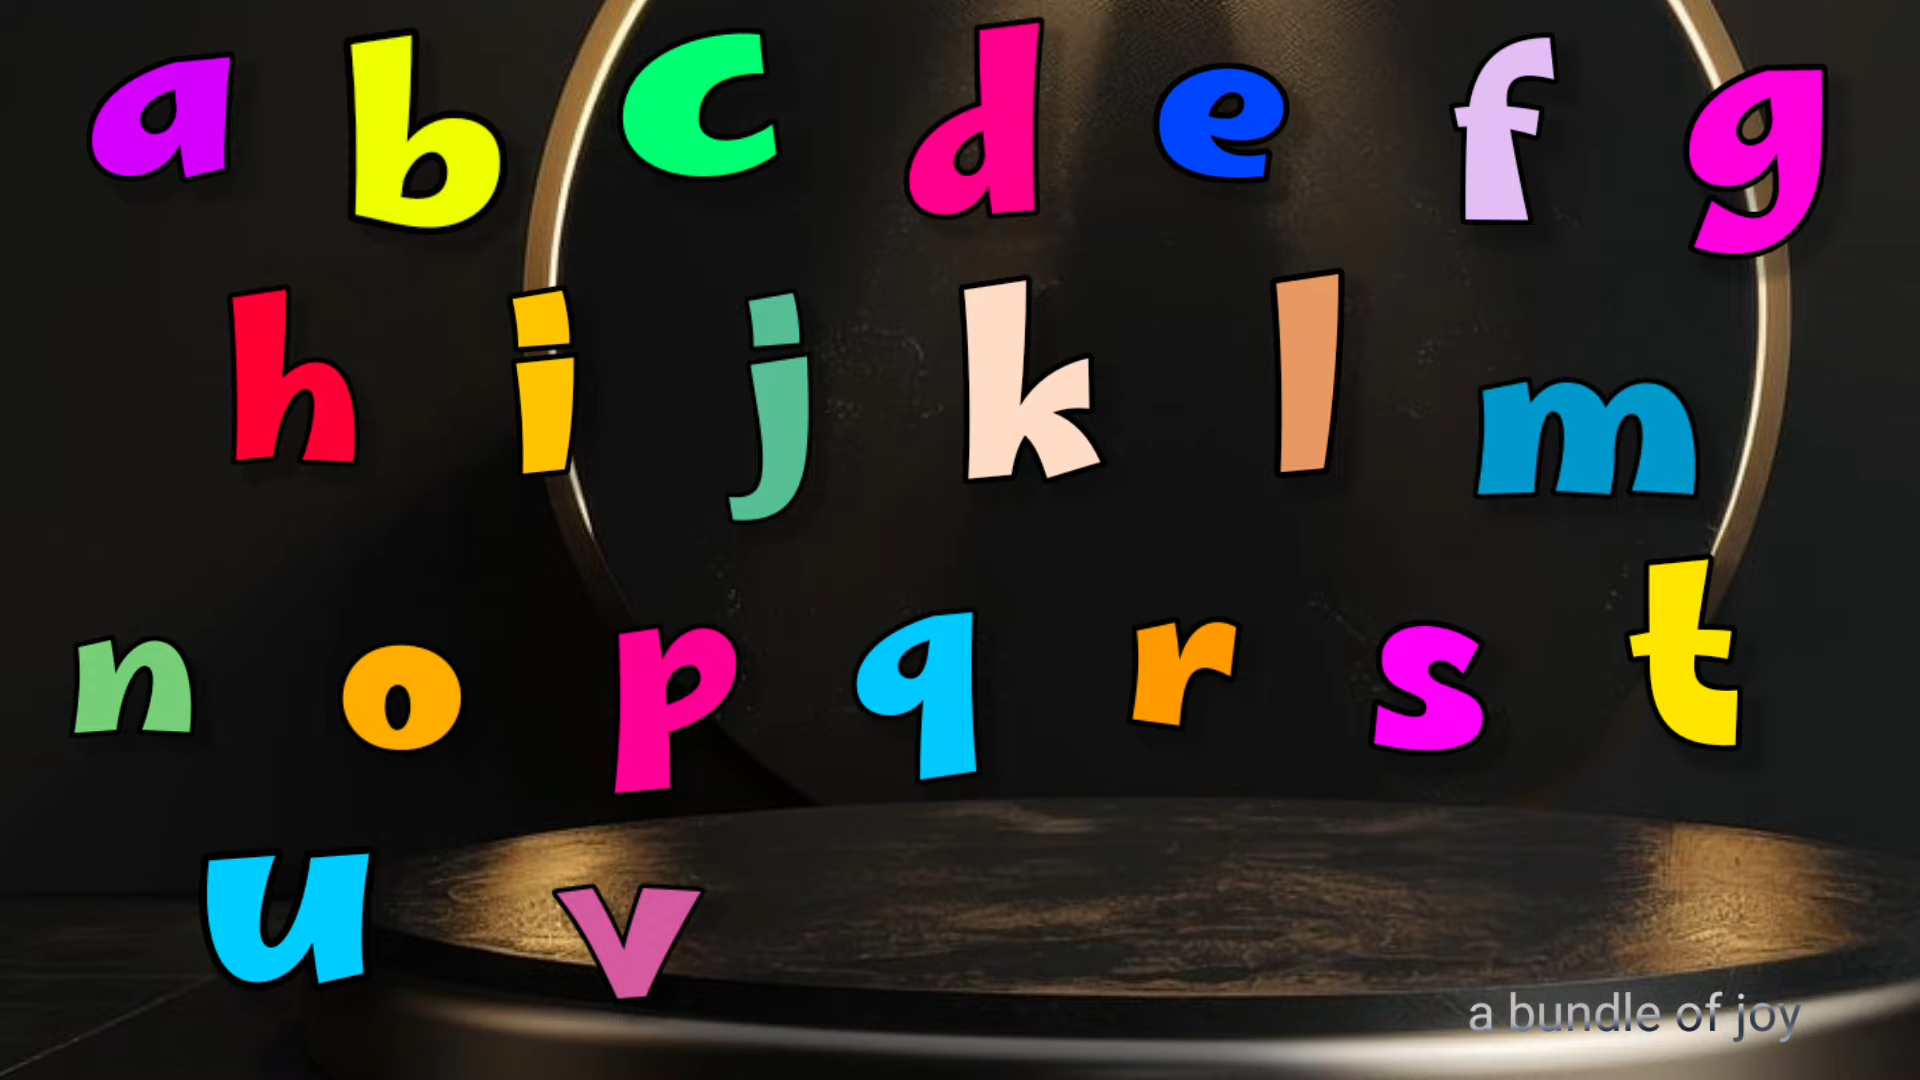 a b c d e f g
h i j k l m
n o p q r s t
u v
a bundle of joy